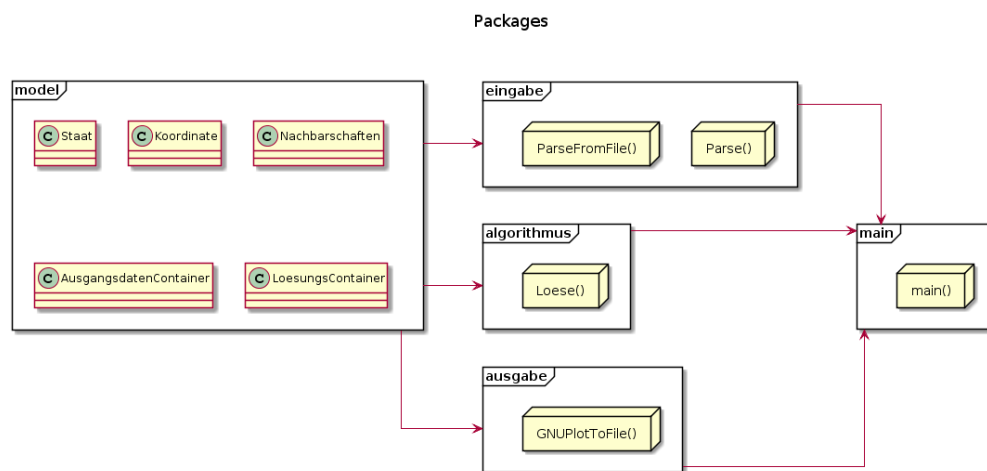 Packages
model
C Staat
C Koordinate
C Nachbarschaften
C AusgangsdatenContainer
C LoesungsContainer
eingabe
ParseFromFile()
Parse()
algorithmus
Loese()
main
main()
ausgabe
GNUPlotToFile()